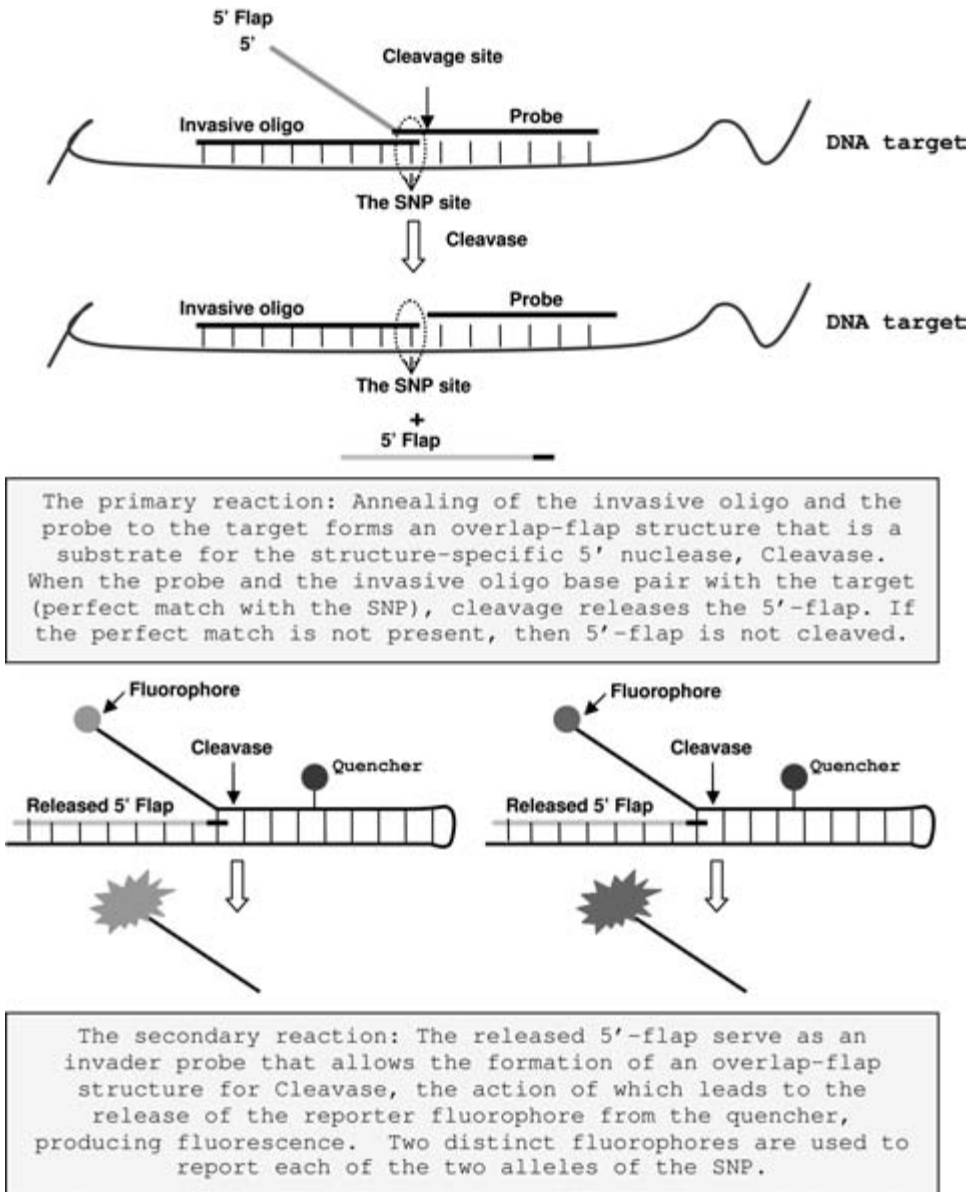 5' Flap
5'
Cleavage site
Invasive oligo
Probe
DNA target
The SNP site
Cleavase
Invasive oligo
Probe
DNA target
The SNP site
+
5' Flap
The primary reaction: Annealing of the invasive oligo and the
probe to the target forms an overlap-flap structure that is a
substrate for the structure-specific 5' nuclease, Cleavase.
When the probe and the invasive oligo base pair with the target
(perfect match with the SNP), cleavage releases the 5'-flap. If
the perfect match is not present, then 5'-flap is not cleaved.
Fluorophore
Cleavase
Quencher
Released 5' Flap
Fluorophore
Cleavase
Quencher
Released 5' Flap
The secondary reaction: The released 5'-flap serve as an
invader probe that allows the formation of an overlap-flap
structure for Cleavase, the action of which leads to the
release of the reporter fluorophore from the quencher,
producing fluorescence. Two distinct fluorophores are used to
report each of the two alleles of the SNP.